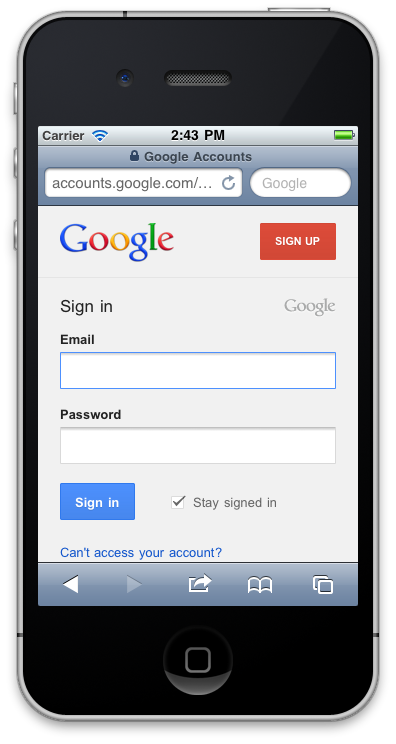 Carrier 2:43 PM
Google Accounts
accounts.google.com/... Google
Google SIGN UP
Sign in Google
Email
Password
Sign in Stay signed in
Can't access your account?